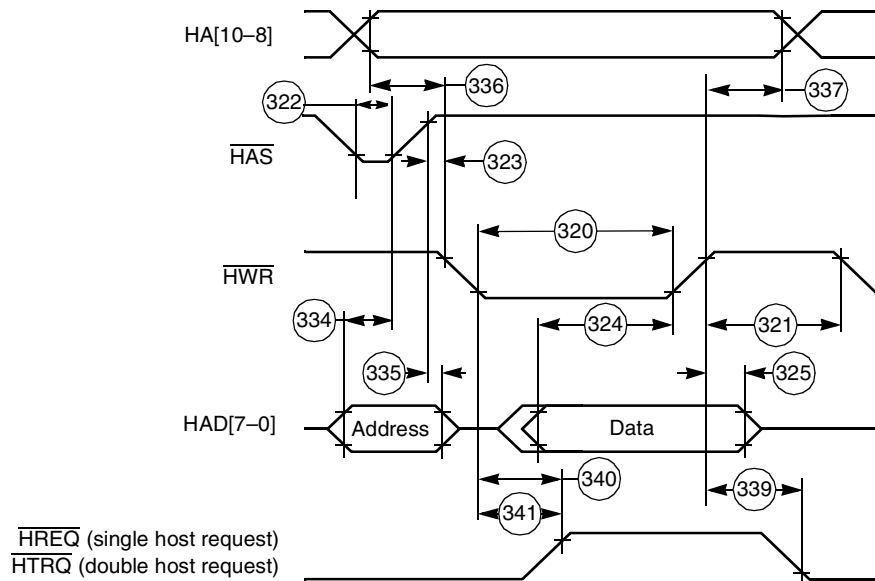 HA[10–8]
336
337
322
HAS
323
320
HWR
334
324
321
335
325
HAD[7–0]
Address
Data
340
339
341
HREQ (single host request)
HTRQ (double host request)